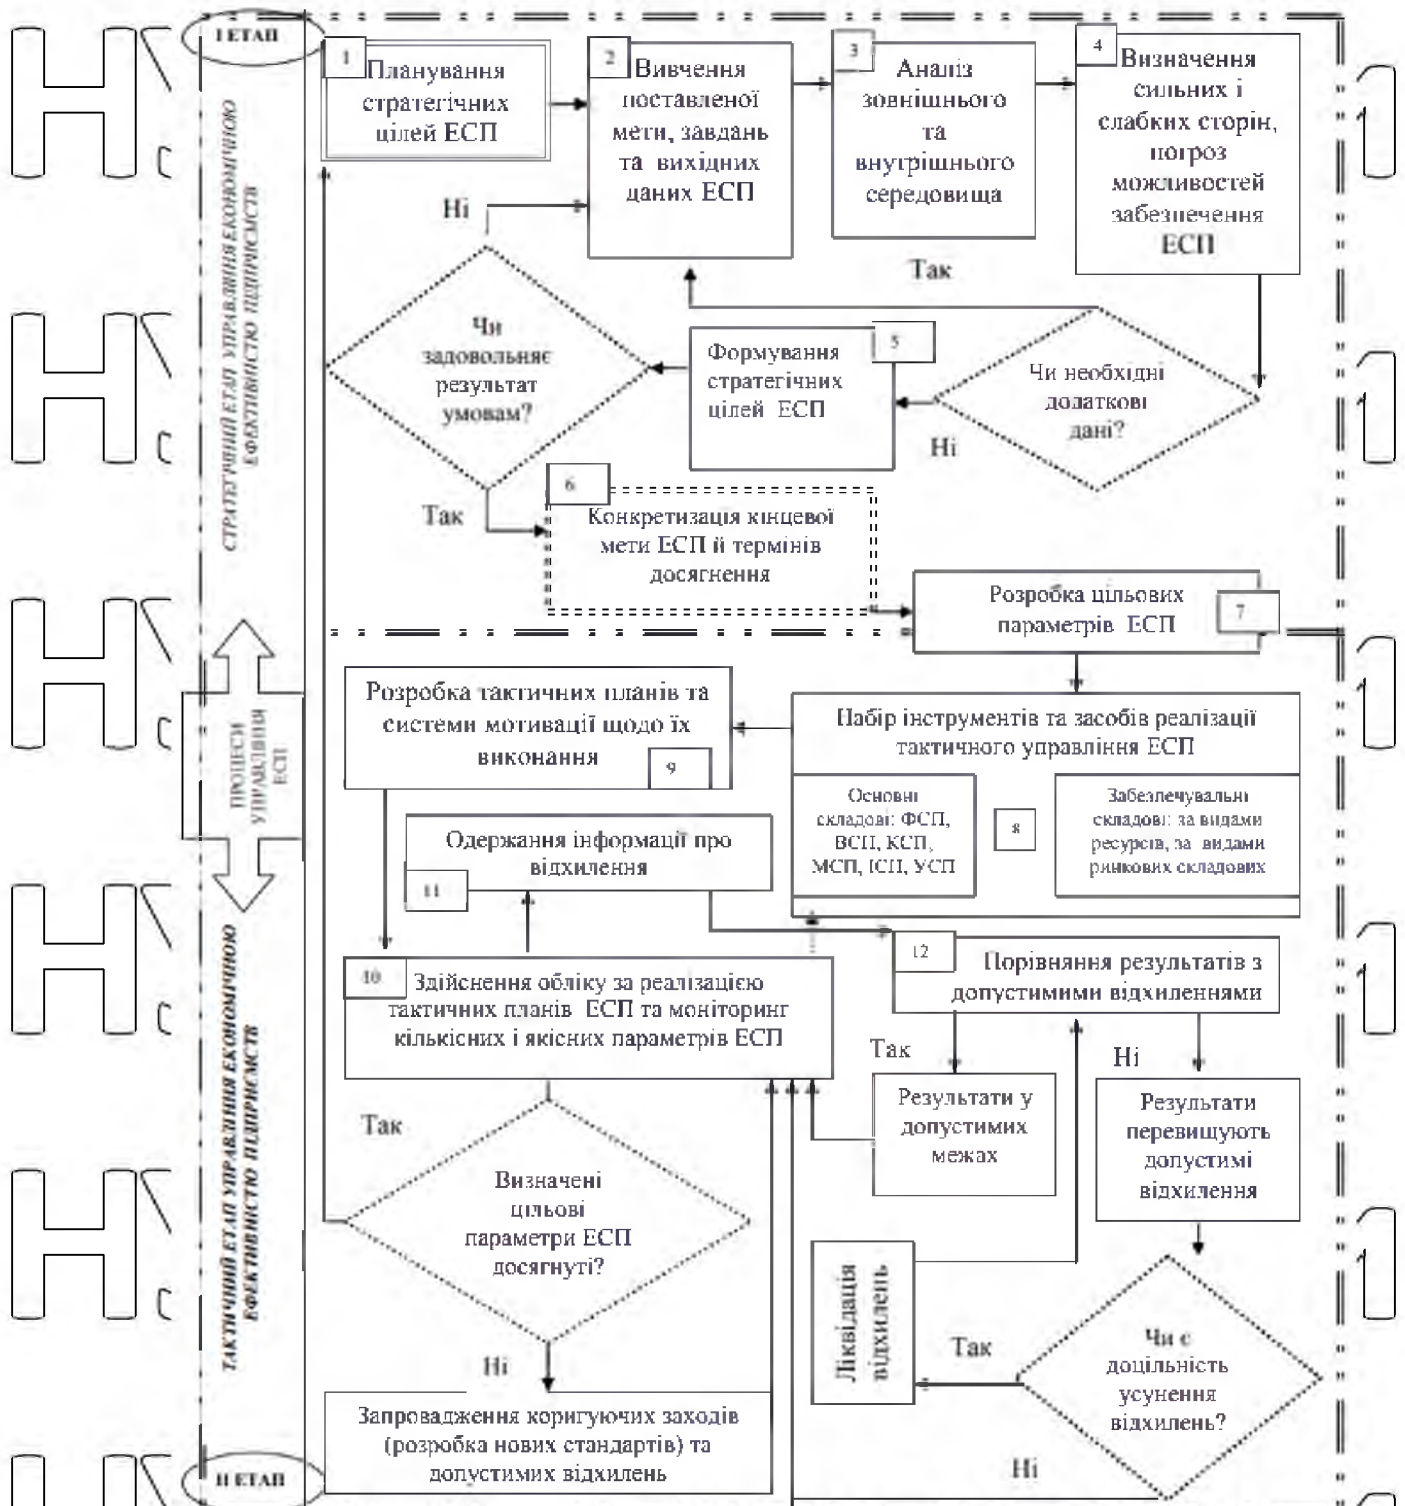 І ЕТАП
1
Планування
стратегічних
цілей ЕСП
2
Вивчення
поставленої
мети, завдань
та вихідних
даних ЕСП
3
Аналіз
зовнішнього
та
внутрішнього
середовища
4
Визначення
сильних і
слабких сторін,
погроз
можливостей
забезпечення
ЕСП
Ні
Так
Чи
задовольняє
результат
умовам?
5
Формування
стратегічних
цілей ЕСП
Чи необхідні
додаткові
дані?
Ні
Так
6
Конкретизація кінцевої
мети ЕСП й термінів
досягнення
Розробка цільових
параметрів ЕСП
7
СТРАТЕГІЧНИЙ ЕТАП УПРАВЛІННЯ ЕКОНОМІЧНОЮ
ЕФЕКТИВНІСТЮ ПІДПРИЄМСТВ
ПРОЦЕСИ
УПРАВЛІННЯ
ЕСП
ТАКТИЧНИЙ ЕТАП УПРАВЛІННЯ ЕКОНОМІЧНОЮ
ЕФЕКТИВНІСТЮ ПІДПРИЄМСТВ
Розробка тактичних планів та
системи мотивації щодо їх
виконання
9
Набір інструментів та засобів реалізації
тактичного управління ЕСП
Основні
складові: ФСП,
ВСП, КСП,
МСП, ІСП, УСП
8
Забезпечувальні
складові: за видами
ресурсів, за видами
ринкових складових
Одержання інформації про
відхилення
11
10
Здійснення обліку за реалізацією
тактичних планів ЕСП та моніторинг
кількісних і якісних параметрів ЕСП
12
Порівняння результатів з
допустимими відхиленнями
Так
Ні
Результати у
допустимих
межах
Результати
перевищують
допустимі
відхилення
Так
Визначені
цільові
параметри ЕСП
досягнуті?
Ні
Ліквідація
відхилень
Так
Чи є
доцільність
усунення
відхилень?
Ні
Запровадження коригуючих заходів
(розробка нових стандартів) та
допустимих відхилень
ІІ ЕТАП